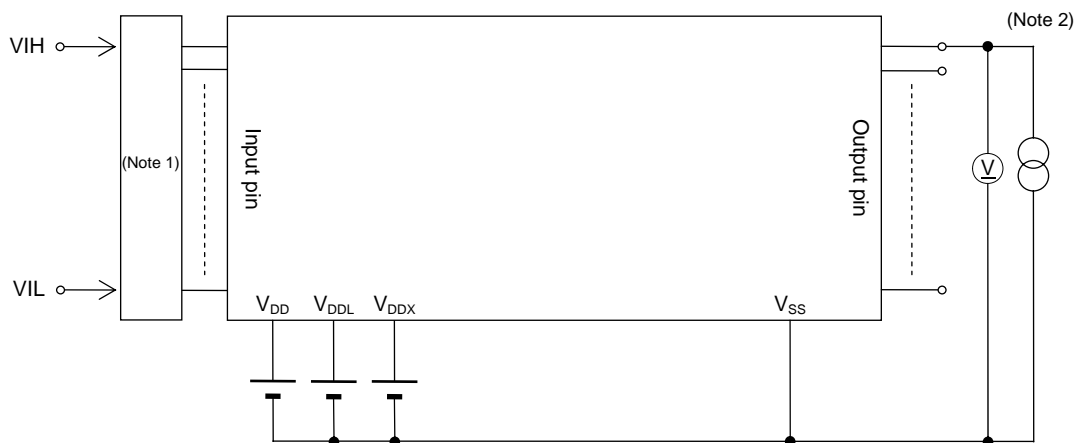 (Note 2)
VIH
(Note 1)
Input pin
Output pin
V
VIL
VDD
VDDL
VDDX
VSS